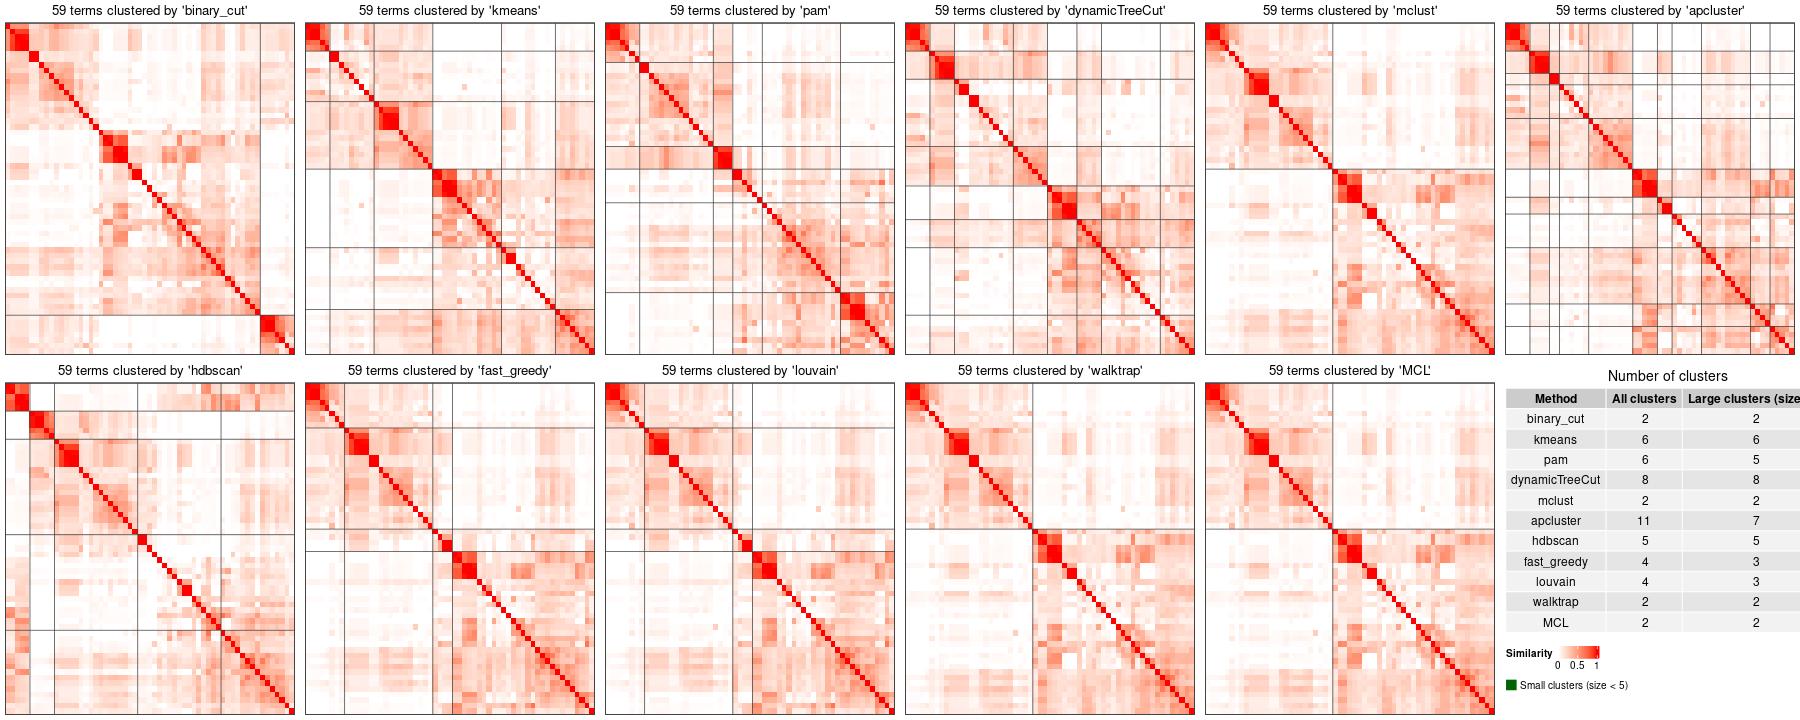 59 terms clustered by 'binary_cut'
59 terms clustered by 'kmeans'
59 terms clustered by 'pam'
59 terms clustered by 'dynamicTreeCut'
59 terms clustered by 'mclust'
59 terms clustered by 'apcluster'
59 terms clustered by 'hdbscan'
59 terms clustered by 'fast_greedy'
59 terms clustered by 'louvain'
59 terms clustered by 'walktrap'
59 terms clustered by 'MCL'
Number of clusters
Method All clusters Large clusters (size
binary_cut 2 2
kmeans 6 6
pam 6 5
dynamicTreeCut 8 8
mclust 2 2
apcluster 11 7
hdbscan 5 5
fast_greedy 4 3
louvain 4 3
walktrap 2 2
MCL 2 2
Similarity
0 0.5 1
Small clusters (size < 5)